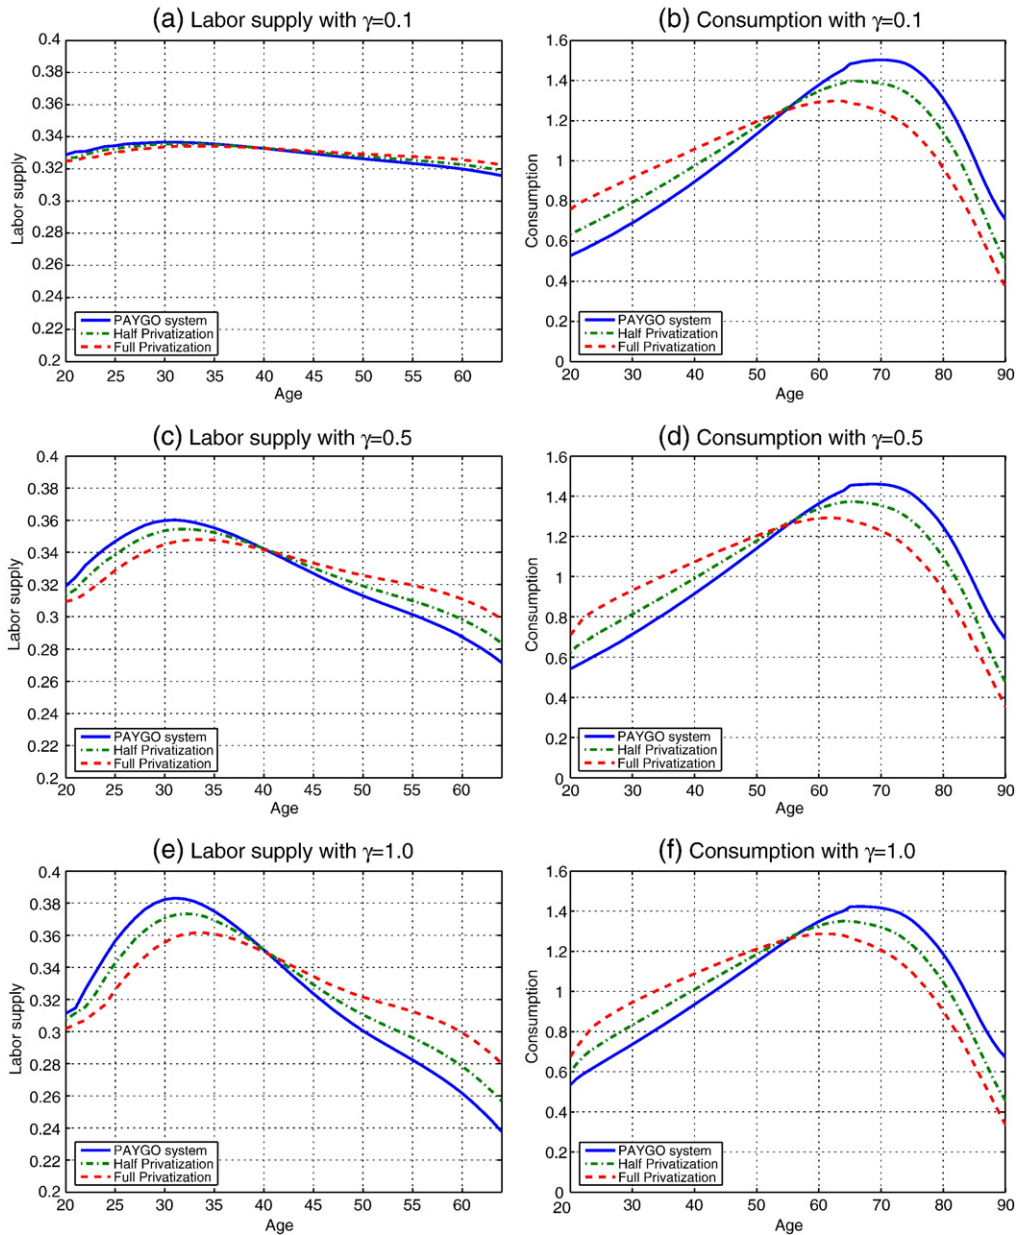 (a) Labor supply with γ=0.1
0.4
0.38
0.36
0.34
0.32
0.3
0.28
0.26
0.24
0.22
0.2
Labor supply
PAYGO system
Half Privatization
Full Privatization
20 25 30 35 40 45 50 55 60
Age
(b) Consumption with γ=0.1
1.6
1.4
1.2
1
0.8
0.6
0.4
0.2
0
Consumption
PAYGO system
Half Privatization
Full Privatization
20 30 40 50 60 70 80 90
Age
(c) Labor supply with γ=0.5
0.4
0.38
0.36
0.34
0.32
0.3
0.28
0.26
0.24
0.22
0.2
Labor supply
PAYGO system
Half Privatization
Full Privatization
20 25 30 35 40 45 50 55 60
Age
(d) Consumption with γ=0.5
1.6
1.4
1.2
1
0.8
0.6
0.4
0.2
0
Consumption
PAYGO system
Half Privatization
Full Privatization
20 30 40 50 60 70 80 90
Age
(e) Labor supply with γ=1.0
0.4
0.38
0.36
0.34
0.32
0.3
0.28
0.26
0.24
0.22
0.2
Labor supply
PAYGO system
Half Privatization
Full Privatization
20 25 30 35 40 45 50 55 60
Age
(f) Consumption with γ=1.0
1.6
1.4
1.2
1
0.8
0.6
0.4
0.2
0
Consumption
PAYGO system
Half Privatization
Full Privatization
20 30 40 50 60 70 80 90
Age